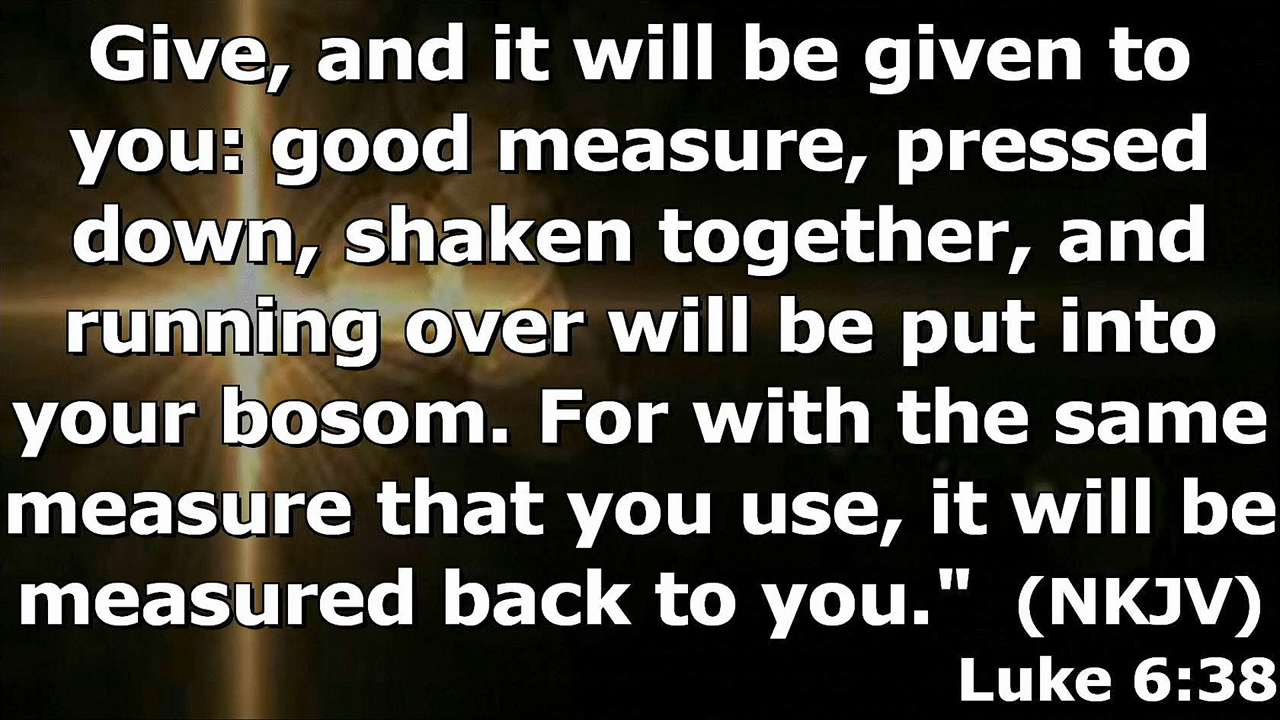 Give, and it will be given to
you: good measure, pressed
down, shaken together, and
running over will be put into
your bosom. For with the same
measure that you use, it will be
measured back to you." (NKJV)
Luke 6:38